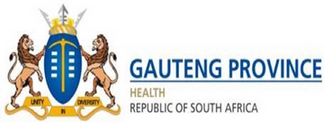 GAUTENG PROVINCE
HEALTH
REPUBLIC OF SOUTH AFRICA
UNITY IN DIVERSITY